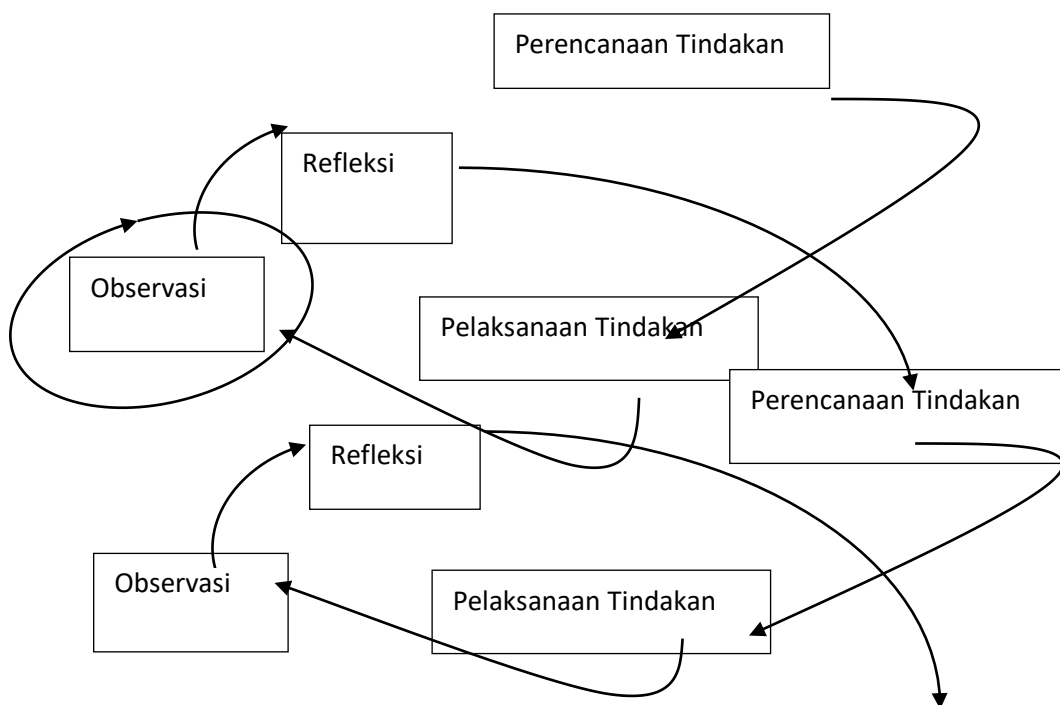 Perencanaan Tindakan
Refleksi
Observasi
Pelaksanaan Tindakan
Perencanaan Tindakan
Refleksi
Observasi
Pelaksanaan Tindakan